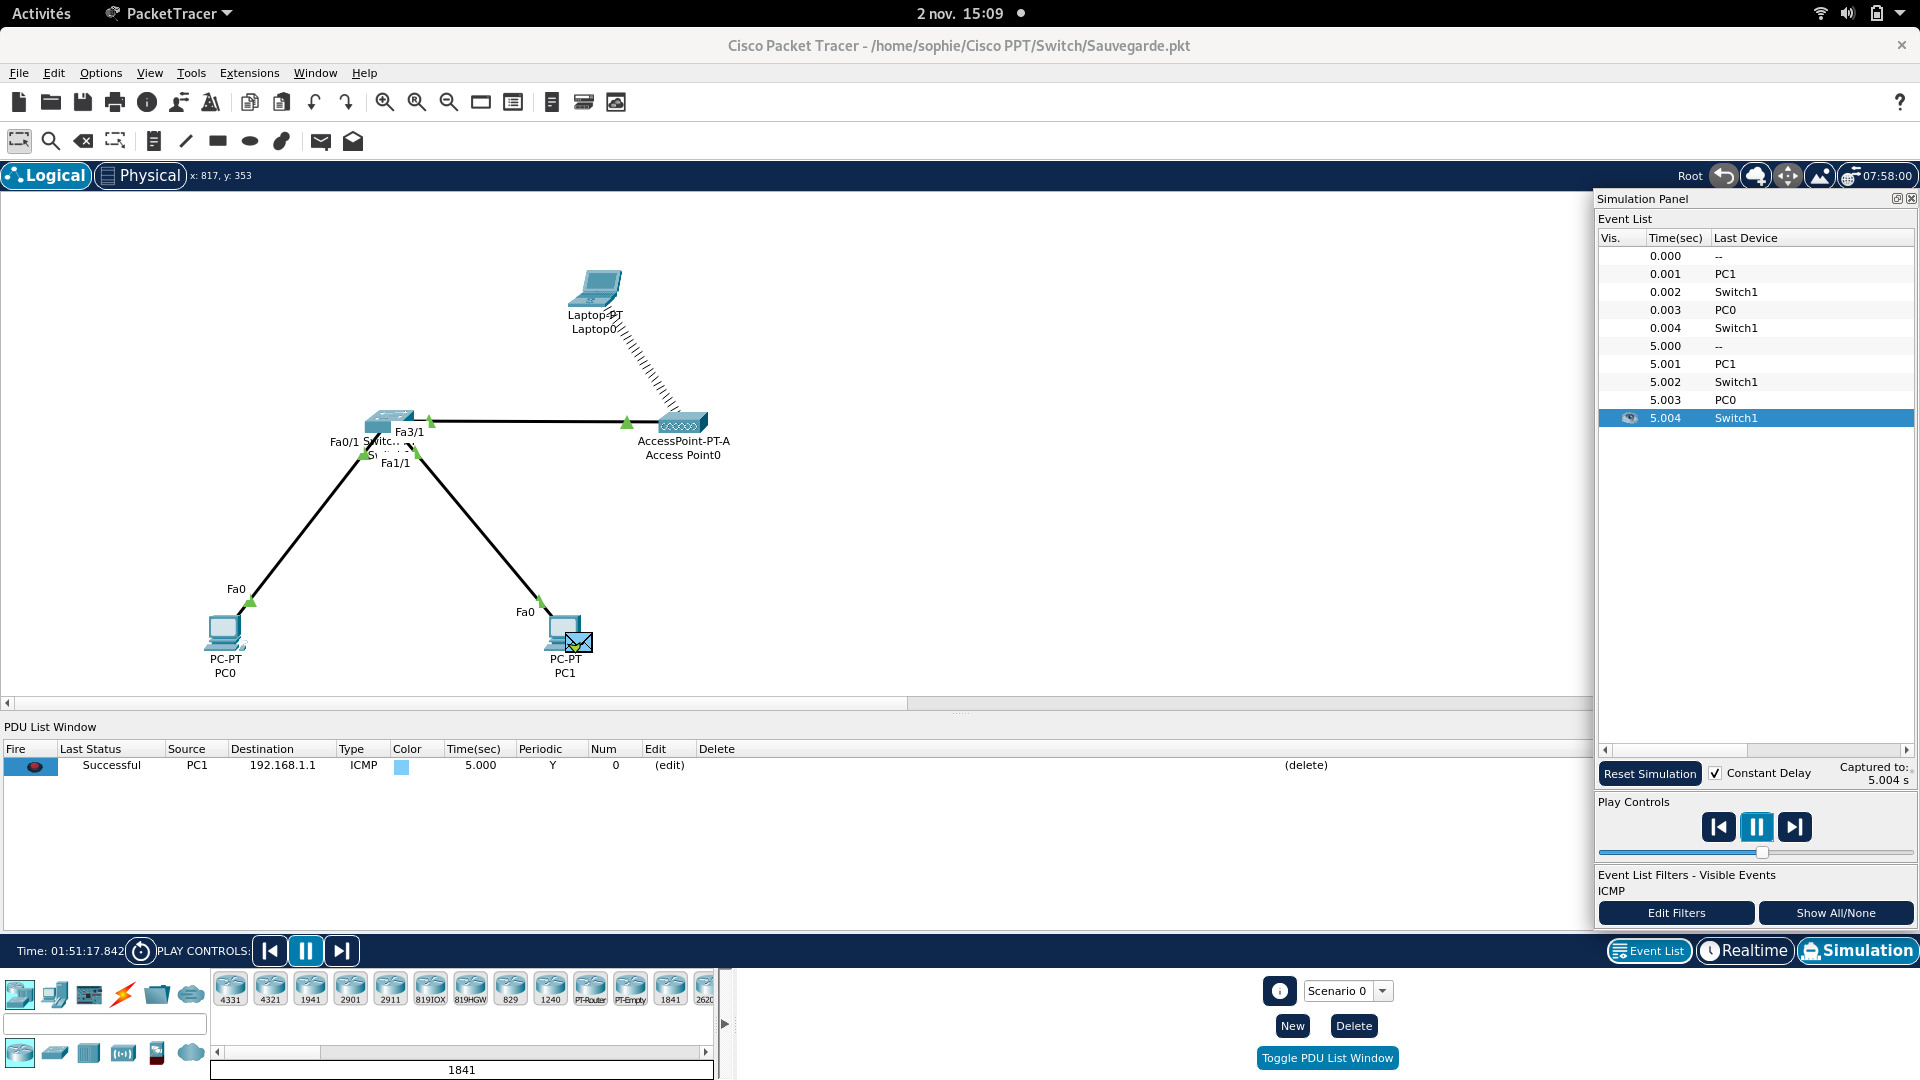 Activités PacketTracer 2 nov. 15:09
Cisco Packet Tracer - /home/sophie/Cisco PPT/Switch/Sauvegarde.pkt
File Edit Options View Tools Extensions Window Help
?
Logical Physical x: 817, y: 353 Root 07:58:00
Simulation Panel
Event List
Vis. Time(sec) Last Device
0.000 --
0.001 PC1
0.002 Switch1
0.003 PC0
0.004 Switch1
5.000 --
5.001 PC1
5.002 Switch1
5.003 PC0
5.004 Switch1
Laptop-PT
Laptop0
Fa3/1
Fa0/1
Fa1/1
AccessPoint-PT-A
Access Point0
Fa0
Fa0
PC-PT
PC0
PC-PT
PC1
PDU List Window
Fire Last Status Source Destination Type Color Time(sec) Periodic Num Edit Delete
Successful PC1 192.168.1.1 ICMP 5.000 Y 0 (edit) (delete)
Reset Simulation Constant Delay Captured to:
5.004 s
Play Controls
Event List Filters - Visible Events
ICMP
Edit Filters Show All/None
Time: 01:51:17.842 PLAY CONTROLS: Event List Realtime Simulation
4331 4321 1941 2901 2911 819IOX 819HGW 829 1240 PT-Router PT-Empty 1841 2620
Scenario 0
New Delete
Toggle PDU List Window
1841